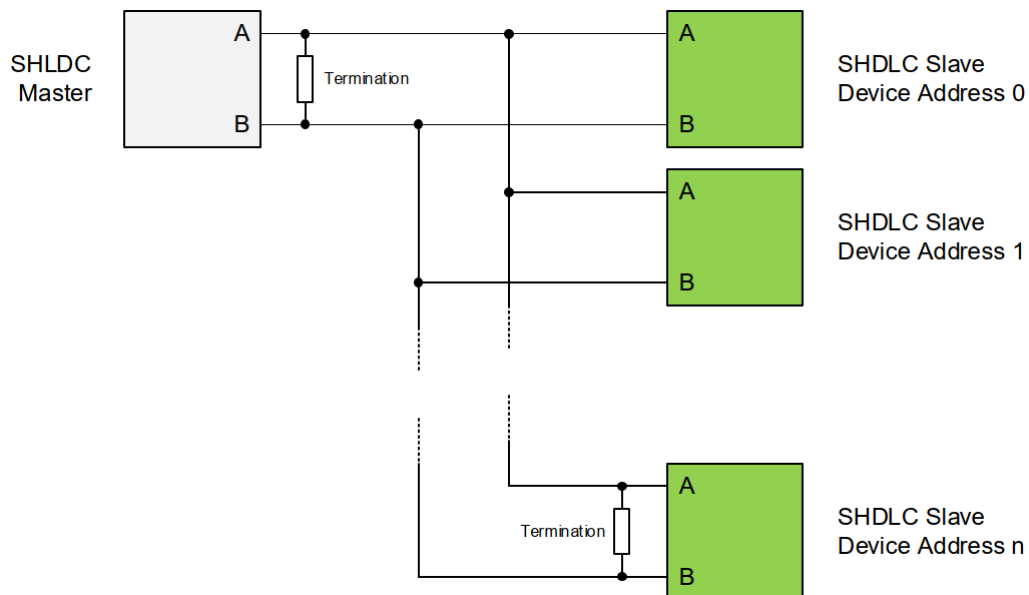 SHLDC
Master
A
B
Termination
A
B
SHDLC Slave
Device Address 0
A
B
SHDLC Slave
Device Address 1
Termination
A
B
SHDLC Slave
Device Address n